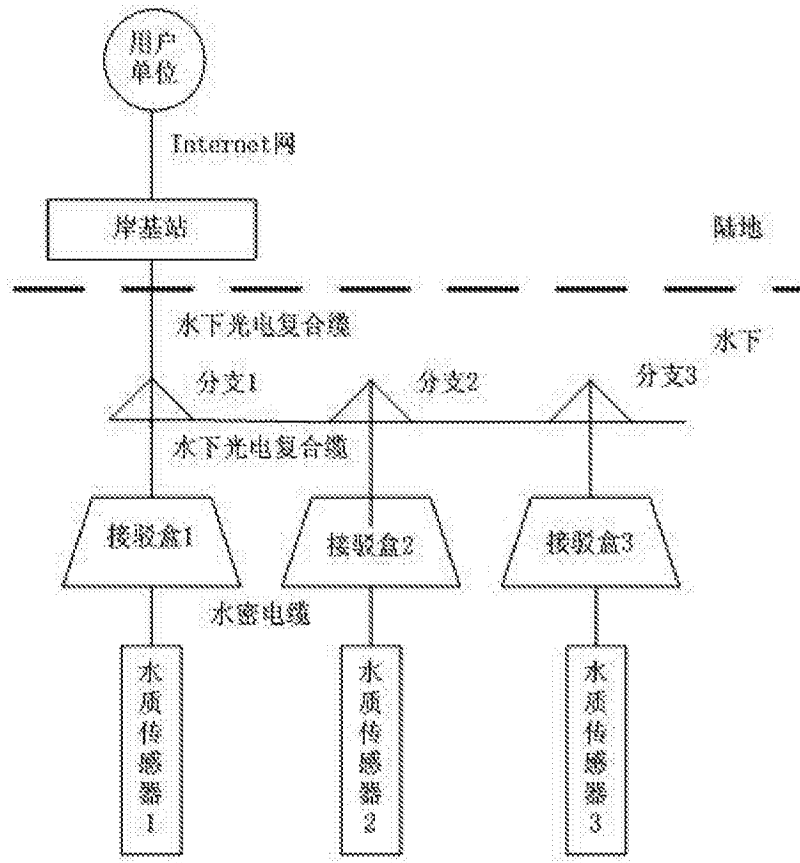 用户
单位
Internet网
岸基站
陆地
水下光电复合缆
水下
分支1
分支2
分支3
水下光电复合缆
接驳盒1
接驳盒2
接驳盒3
水密电缆
水质传感器1
水质传感器2
水质传感器3